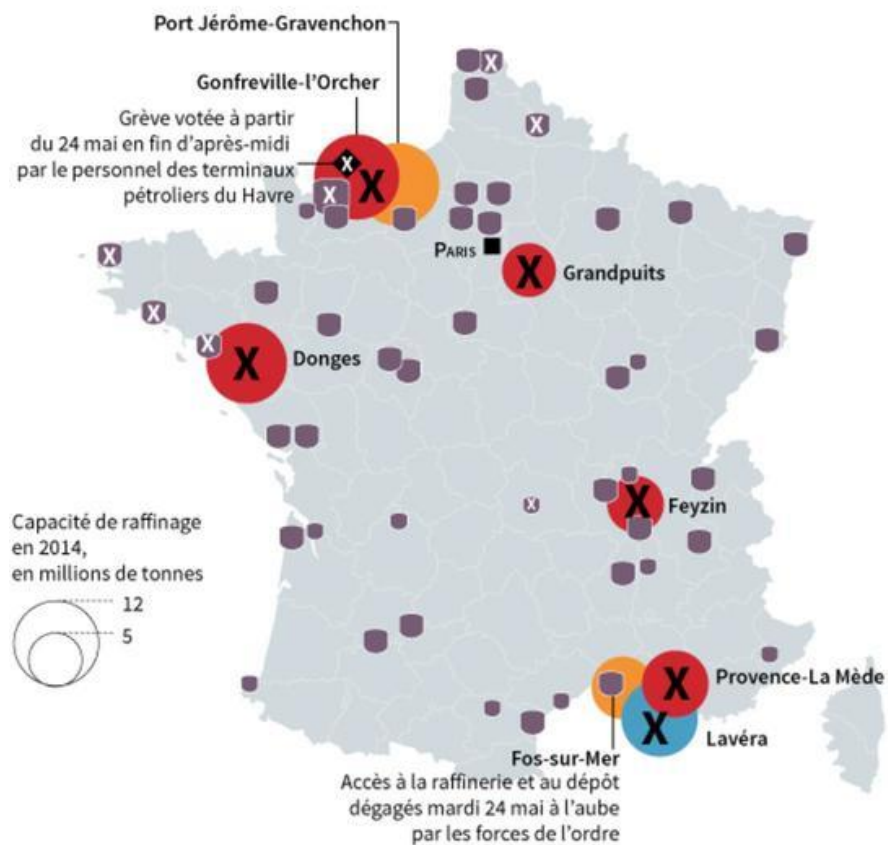 Port Jérôme-Gravenchon
Gonfreville-l'Orcher
Grève votée à partir
du 24 mai en fin d'après-midi
par le personnel des terminaux
pétroliers du Havre
X
X
X
X
X
PARIS
X
Grandpuits
X
X
X
X
Donges
X
X
Feyzin
Capacité de raffinage
en 2014,
en millions de tonnes
12
5
X
Provence-La Mède
X
Lavéra
Fos-sur-Mer
Accès à la raffinerie et au dépôt
dégagés mardi 24 mai à l'aube
par les forces de l'ordre